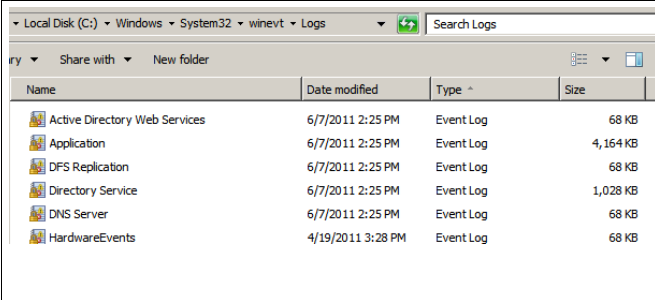 Local Disk (C:) Windows System32 winevt Logs Search Logs
ry Share with New folder
Name Date modified Type Size
Active Directory Web Services 6/7/2011 2:25 PM Event Log 68 KB
Application 6/7/2011 2:25 PM Event Log 4,164 KB
DFS Replication 6/7/2011 2:25 PM Event Log 68 KB
Directory Service 6/7/2011 2:25 PM Event Log 1,028 KB
DNS Server 6/7/2011 2:25 PM Event Log 68 KB
HardwareEvents 4/19/2011 3:28 PM Event Log 68 KB